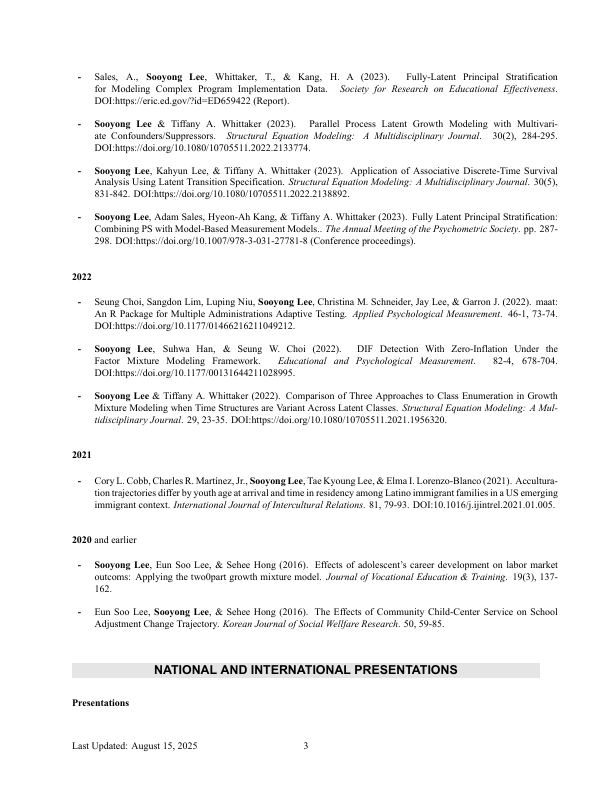 - Sales, A., Sooyong Lee, Whittaker, T., & Kang, H. A (2023). Fully-Latent Principal Stratification
for Modeling Complex Program Implementation Data. Society for Research on Educational Effectiveness.
DOI:https://eric.ed.gov/?id=ED659422 (Report).
- Sooyong Lee & Tiffany A. Whittaker (2023). Parallel Process Latent Growth Modeling with Multivari-
ate Confounders/Suppressors. Structural Equation Modeling: A Multidisciplinary Journal. 30(2), 284-295.
DOI:https://doi.org/10.1080/10705511.2022.2133774.
- Sooyong Lee, Kahyun Lee, & Tiffany A. Whittaker (2023). Application of Associative Discrete-Time Survival
Analysis Using Latent Transition Specification. Structural Equation Modeling: A Multidisciplinary Journal. 30(5),
831-842. DOI:https://doi.org/10.1080/10705511.2022.2138892.
- Sooyong Lee, Adam Sales, Hyeon-Ah Kang, & Tiffany A. Whittaker (2023). Fully Latent Principal Stratification:
Combining PS with Model-Based Measurement Models.. The Annual Meeting of the Psychometric Society. pp. 287-
298. DOI:https://doi.org/10.1007/978-3-031-27781-8 (Conference proceedings).
2022
- Seung Choi, Sangdon Lim, Luping Niu, Sooyong Lee, Christina M. Schneider, Jay Lee, & Garron J. (2022). maat:
An R Package for Multiple Administrations Adaptive Testing. Applied Psychological Measurement. 46-1, 73-74.
DOI:https://doi.org/10.1177/01466216211049212.
- Sooyong Lee, Suhwa Han, & Seung W. Choi (2022). DIF Detection With Zero-Inflation Under the
Factor Mixture Modeling Framework. Educational and Psychological Measurement. 82-4, 678-704.
DOI:https://doi.org/10.1177/00131644211028995.
- Sooyong Lee & Tiffany A. Whittaker (2022). Comparison of Three Approaches to Class Enumeration in Growth
Mixture Modeling when Time Structures are Variant Across Latent Classes. Structural Equation Modeling: A Mul-
tidisciplinary Journal. 29, 23-35. DOI:https://doi.org/10.1080/10705511.2021.1956320.
2021
- Cory L. Cobb, Charles R. Martínez, Jr., Sooyong Lee, Tae Kyoung Lee, & Elma I. Lorenzo-Blanco (2021). Accultura-
tion trajectories differ by youth age at arrival and time in residency among Latino immigrant families in a US emerging
immigrant context. International Journal of Intercultural Relations. 81, 79-93. DOI:10.1016/j.ijintrel.2021.01.005.
2020 and earlier
- Sooyong Lee, Eun Soo Lee, & Sehee Hong (2016). Effects of adolescent's career development on labor market
outcoms: Applying the two0part growth mixture model. Journal of Vocational Education & Training. 19(3), 137-
162.
- Eun Soo Lee, Sooyong Lee, & Sehee Hong (2016). The Effects of Community Child-Center Service on School
Adjustment Change Trajectory. Korean Journal of Social Wellfare Research. 50, 59-85.
NATIONAL AND INTERNATIONAL PRESENTATIONS
Presentations
Last Updated: August 15, 2025
3